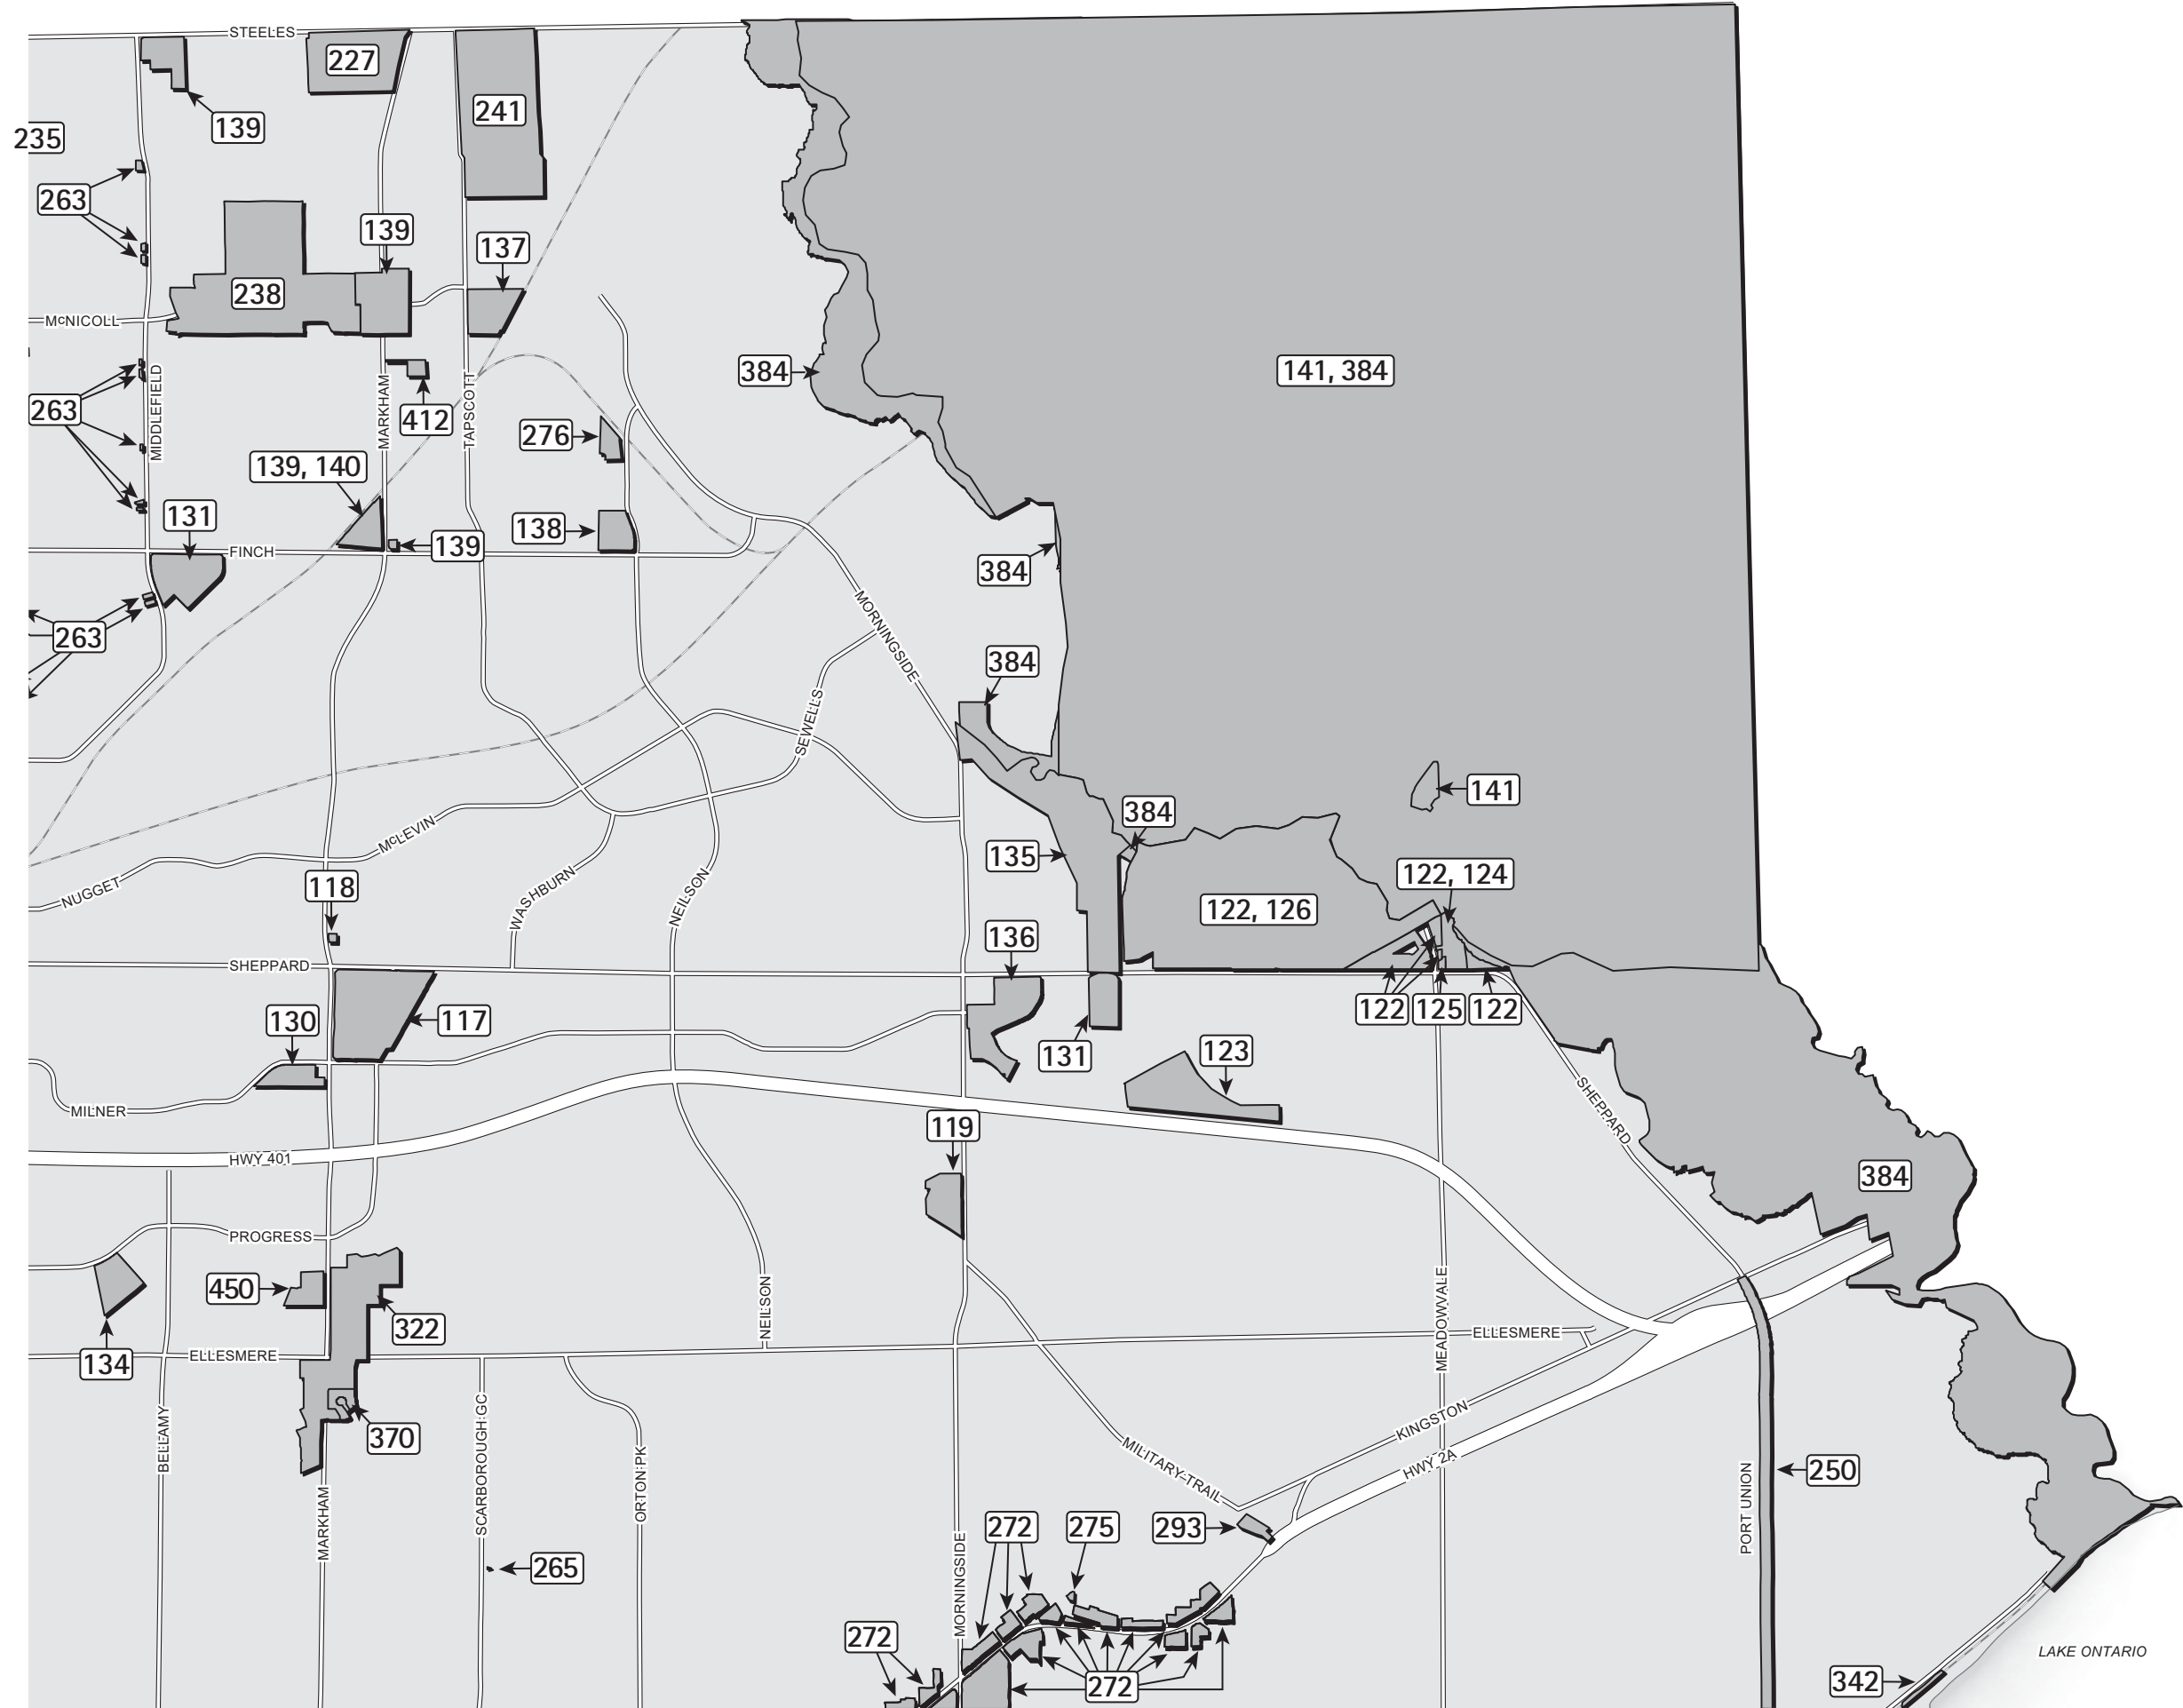 STEELES
227
139
241
235
263
139
137
238
McNICOLL
384
141, 384
MIDDLEFIELD
MARKHAM
TAPSCOTT
263
412
276
139, 140
131
138
139
FINCH
384
MORNINGSIDE
263
384
SEWELLS
141
384
McLEVIN
135
122, 124
118
NUGGET
WASHBURN
NEILSON
122, 126
136
SHEPPARD
122
125
122
130
117
131
123
MILNER
SHEPPARD
119
HWY 401
384
PROGRESS
450
322
NEILSON
MEADOWVALE
134
ELLESMERE
ELLESMERE
370
BELLAMY
SCARBOROUGH GC
ORTON PK
KINGSTON
MILITARY TRAIL
HWY 2A
250
PORT UNION
MARKHAM
272
275
293
265
MORNINGSIDE
272
272
LAKE ONTARIO
342